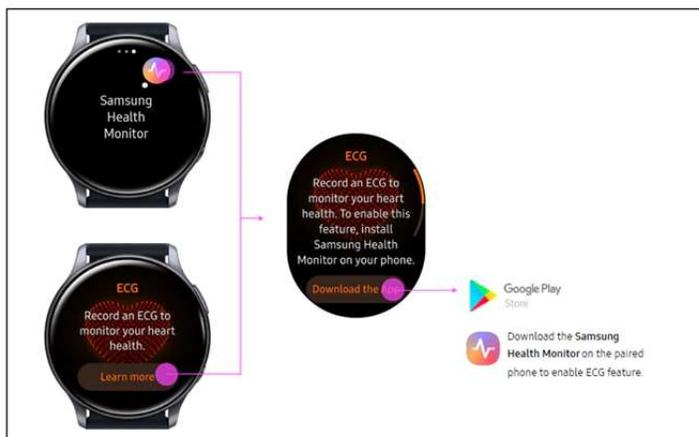 Samsung
Health
Monitor
ECG
Record an ECG to
monitor your heart
health.
Learn more
ECG
Record an ECG to
monitor your heart
health. To enable this
feature, install
Samsung Health
Monitor on your phone.
Download the App
Google Play
Store
Download the Samsung
Health Monitor on the paired
phone to enable ECG feature.